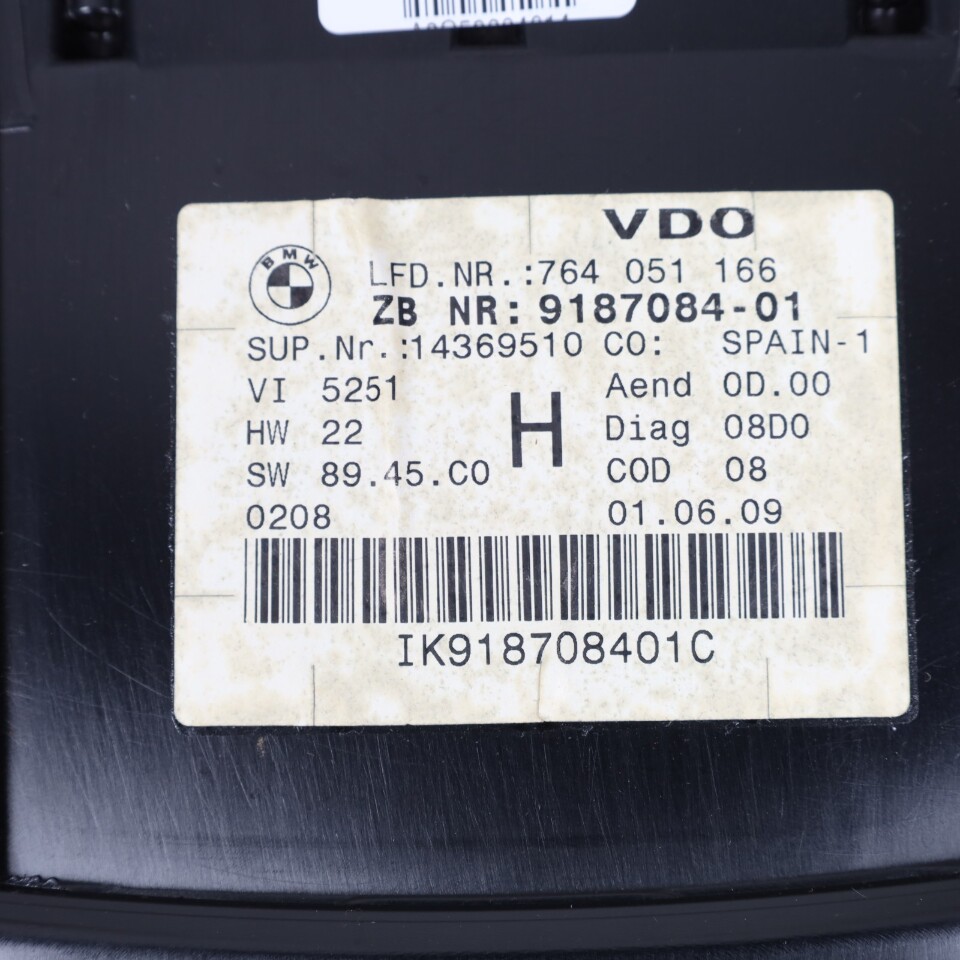 VDO
BMW
LFD.NR.:764 051 166
ZB NR:9187084-01
SUP.Nr.:14369510 CO: SPAIN-1
VI 5251 Aend 0D.00
HW 22 H Diag 08D0
SW 89.45.C0 COD 08
0208 01.06.09
IK918708401C